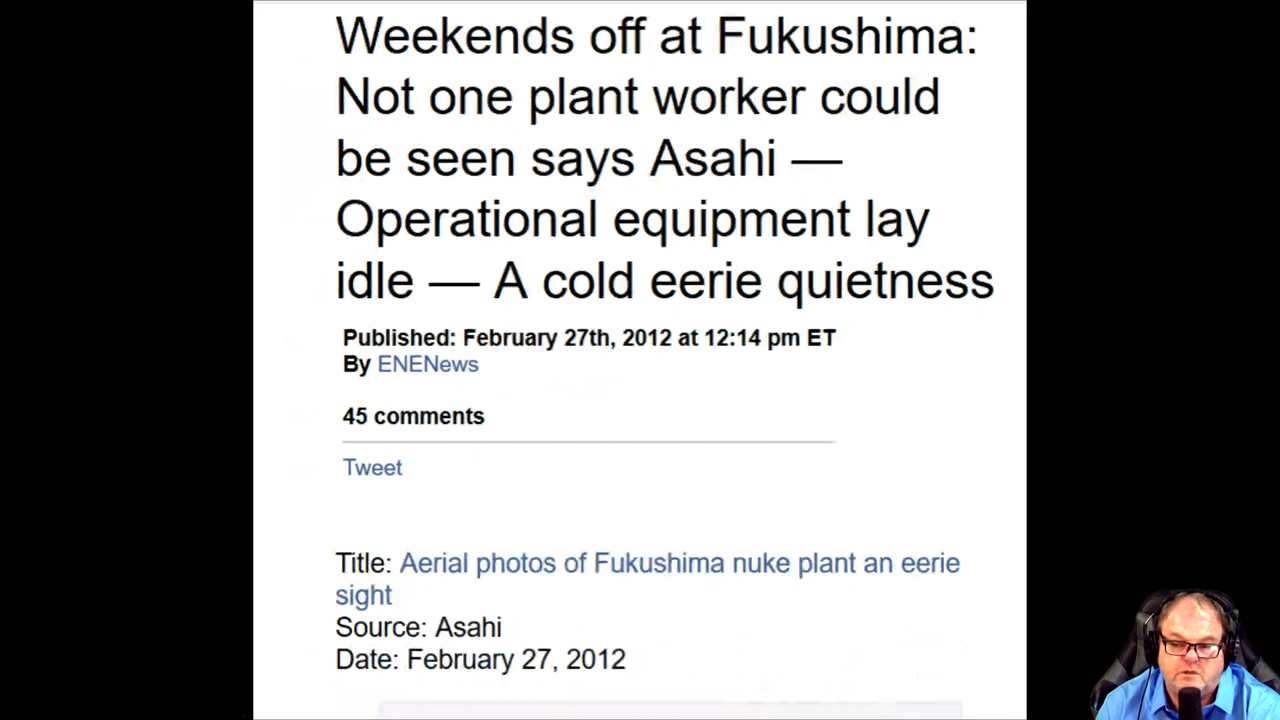 Weekends off at Fukushima:
Not one plant worker could
be seen says Asahi —
Operational equipment lay
idle — A cold eerie quietness
Published: February 27th, 2012 at 12:14 pm ET
By ENENews
45 comments
Tweet
Title: Aerial photos of Fukushima nuke plant an eerie
sight
Source: Asahi
Date: February 27, 2012